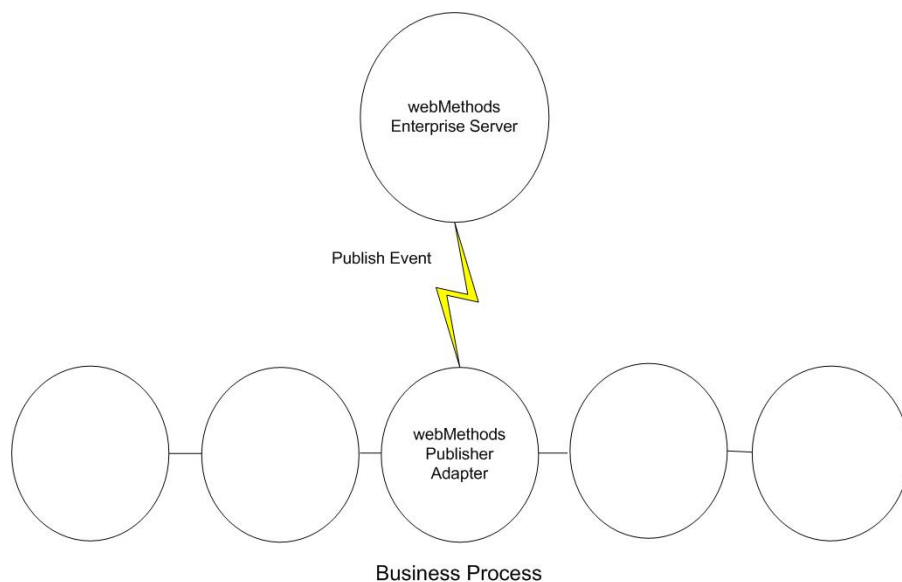 webMethods
Enterprise Server
Publish Event
webMethods
Publisher
Adapter
Business Process